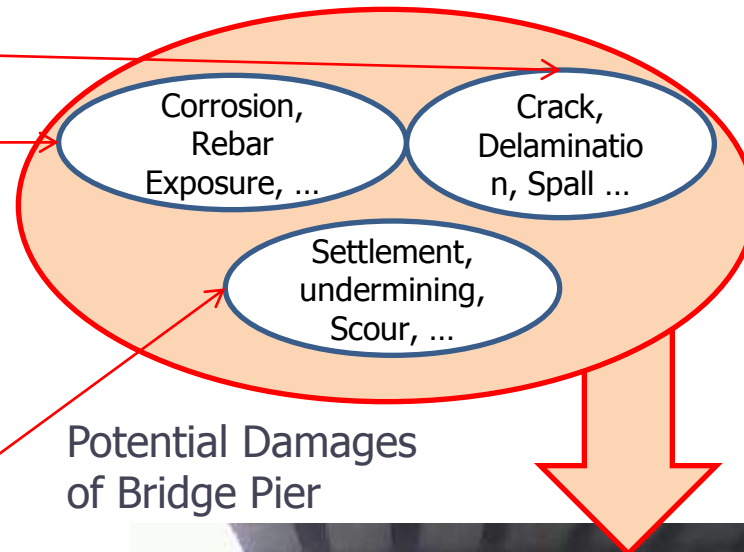 Corrosion,
Rebar
Exposure, …
Crack,
Delaminatio
n, Spall …
Settlement,
undermining,
Scour, …
Potential Damages
of Bridge Pier